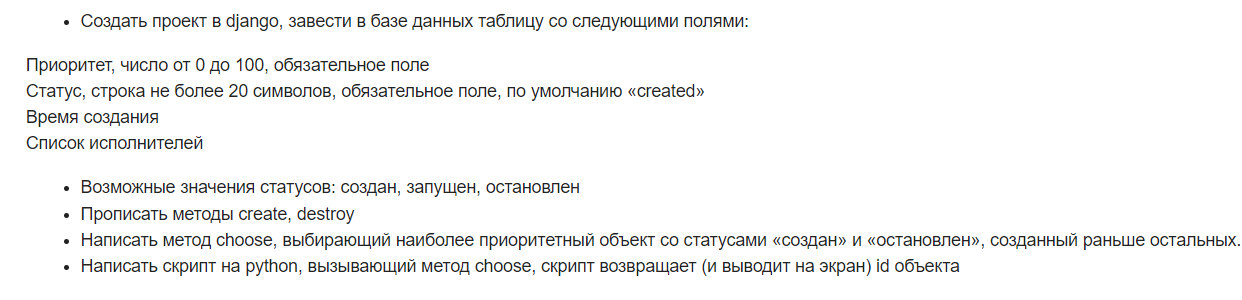 • Создать проект в django, завести в базе данных таблицу со следующими полями:
Приоритет, число от 0 до 100, обязательное поле
Статус, строка не более 20 символов, обязательное поле, по умолчанию «created»
Время создания
Список исполнителей
• Возможные значения статусов: создан, запущен, остановлен
• Прописать методы create, destroy
• Написать метод choose, выбирающий наиболее приоритетный объект со статусами «создан» и «остановлен», созданный раньше остальных.
• Написать скрипт на python, вызывающий метод choose, скрипт возвращает (и выводит на экран) id объекта